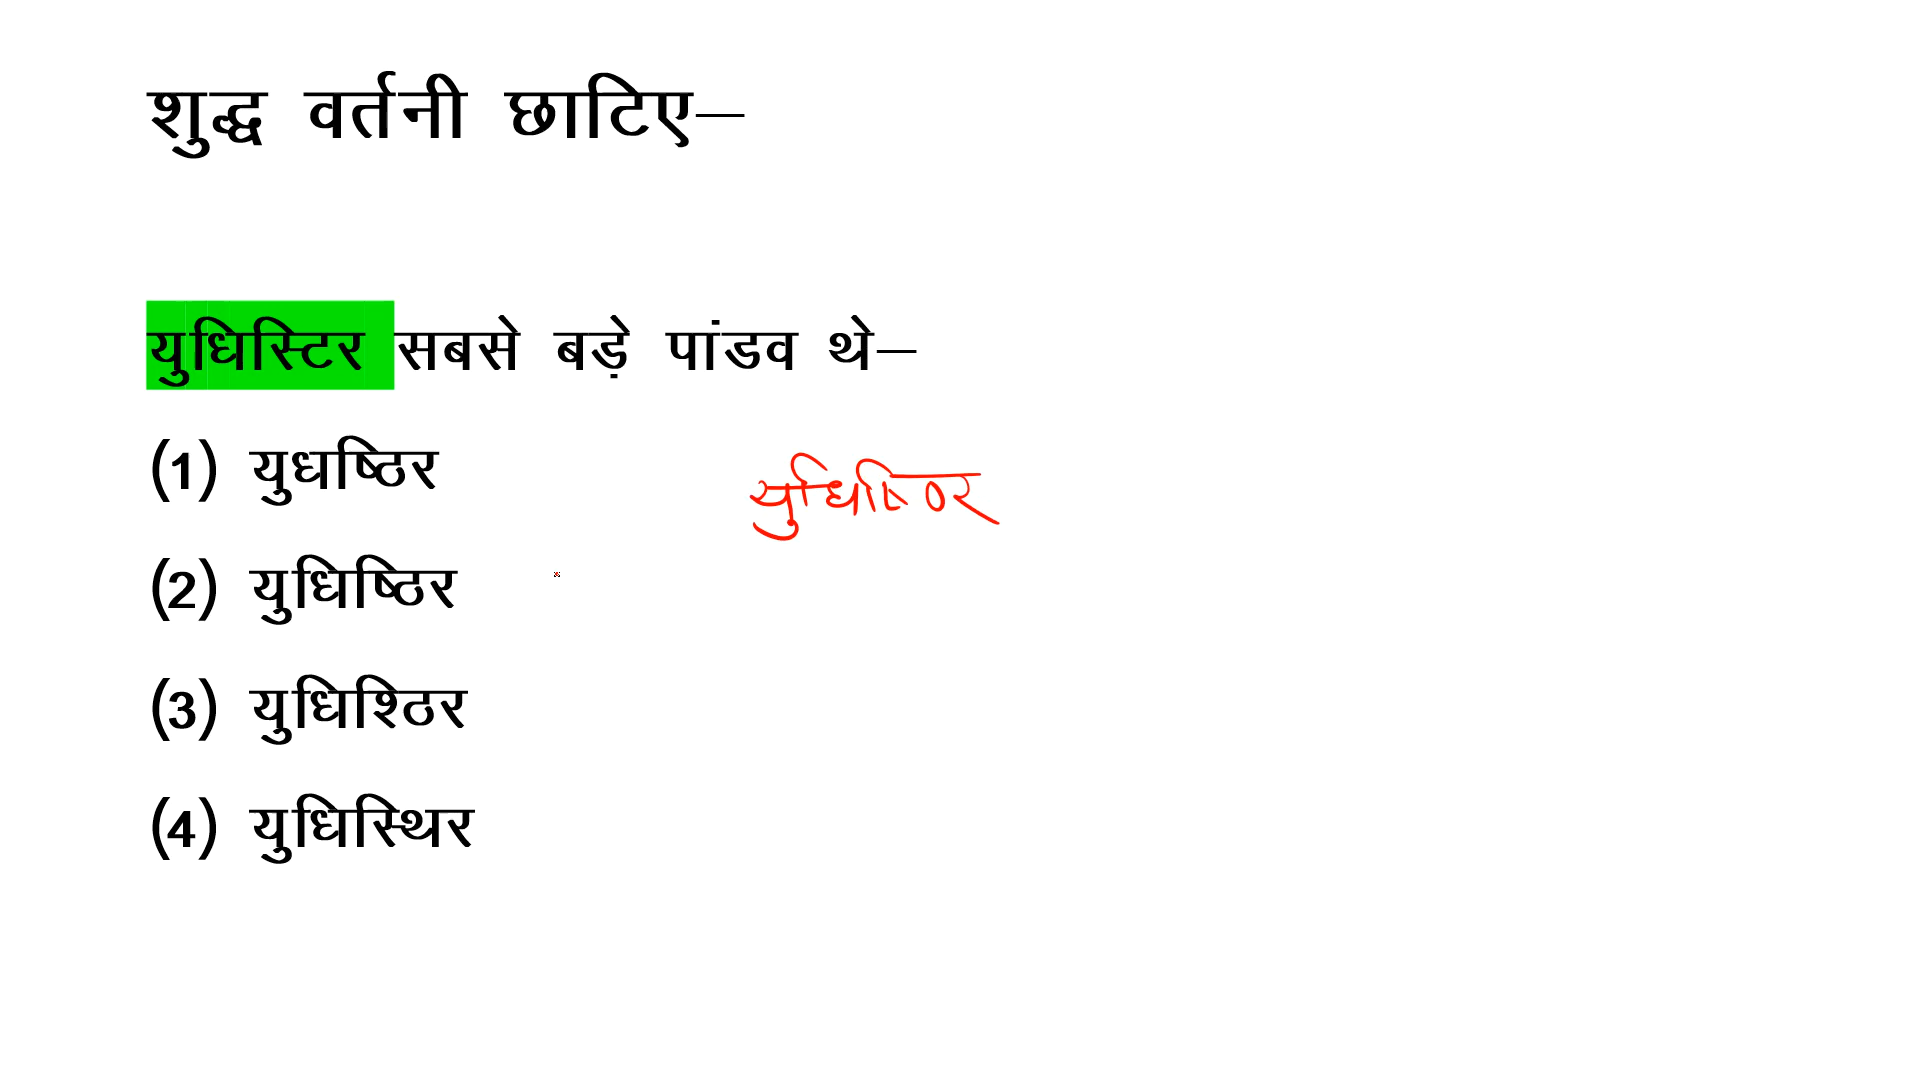 शुद्ध वर्तनी छाटिए–
युधिस्टिर सबसे बड़े पांडव थे–
(1) युधष्ठिर
युधिष्ठिर
(2) युधिष्ठिर
(3) युधिश्ठिर
(4) युधिस्थिर